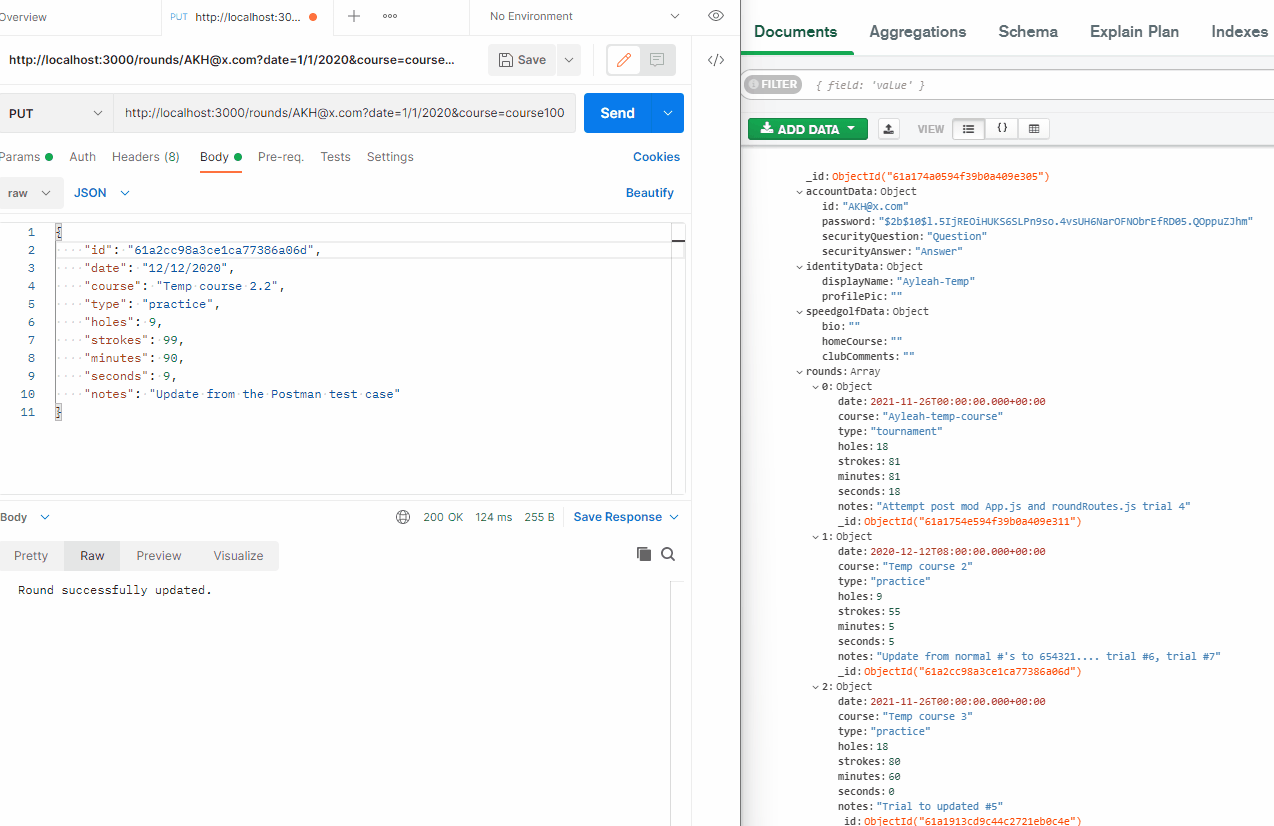 Overview
PUT http://localhost:30...
No Environment
http://localhost:3000/rounds/AKH@x.com?date=1/1/2020&course=course...
Save
PUT
http://localhost:3000/rounds/AKH@x.com?date=1/1/2020&course=course100
Send
Params Auth Headers (8) Body Pre-req. Tests Settings Cookies
raw JSON Beautify
1 {
2 "id": "61a2cc98a3ce1ca77386a06d",
3 "date": "12/12/2020",
4 "course": "Temp course 2.2",
5 "type": "practice",
6 "holes": 9,
7 "strokes": 99,
8 "minutes": 90,
9 "seconds": 9,
10 "notes": "Update from the Postman test case"
11 }
Body 200 OK 124 ms 255 B Save Response
Pretty Raw Preview Visualize
Round successfully updated.
Documents Aggregations Schema Explain Plan Indexes
FILTER { field: 'value' }
ADD DATA VIEW {}
_id: ObjectId("61a174a0594f39b0a409e305")
accountData: Object
id: "AKH@x.com"
password: "$2b$10$l.5IjREOiHUKS6SLPn9so.4vsUH6NarOFNObrEfRD05.QOppuZJhm"
securityQuestion: "Question"
securityAnswer: "Answer"
identityData: Object
displayName: "Ayleah-Temp"
profilePic: ""
speedgolfData: Object
bio: ""
homeCourse: ""
clubComments: ""
rounds: Array
0: Object
date: 2021-11-26T00:00:00.000+00:00
course: "Ayleah-temp-course"
type: "tournament"
holes: 18
strokes: 81
minutes: 81
seconds: 18
notes: "Attempt post mod App.js and roundRoutes.js trial 4"
_id: ObjectId("61a1754e594f39b0a409e311")
1: Object
date: 2020-12-12T08:00:00.000+00:00
course: "Temp course 2"
type: "practice"
holes: 9
strokes: 55
minutes: 5
seconds: 5
notes: "Update from normal #'s to 654321.... trial #6, trial #7"
_id: ObjectId("61a2cc98a3ce1ca77386a06d")
2: Object
date: 2021-11-26T00:00:00.000+00:00
course: "Temp course 3"
type: "practice"
holes: 18
strokes: 80
minutes: 60
seconds: 0
notes: "Trial to updated #5"
_id: ObjectId("61a1913cd9c44c2721eb0c4e")